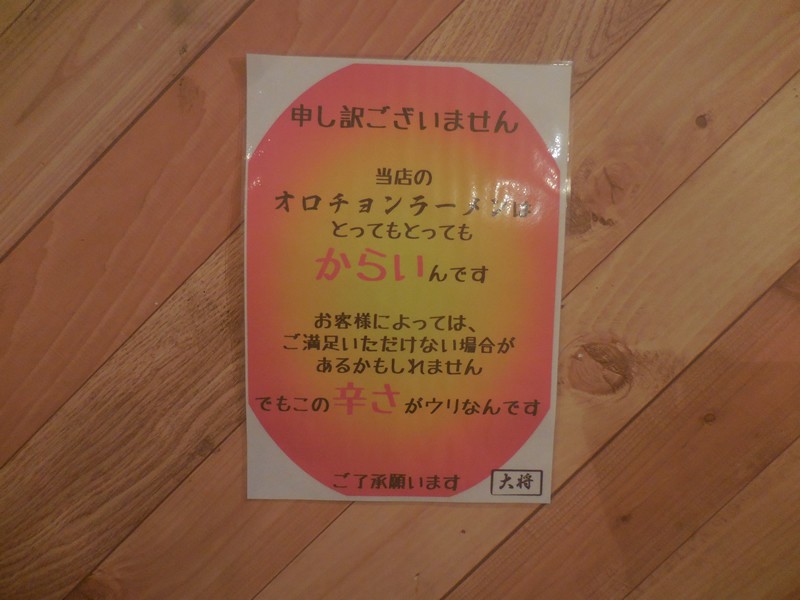 申し訳ございません
当店の
オロチョンラーメンは
とってもとっても
からいんです
お客様によっては、
ご満足いただけない場合が
あるかもしれません
でもこの辛さがウリなんです
ご了承願います
大将